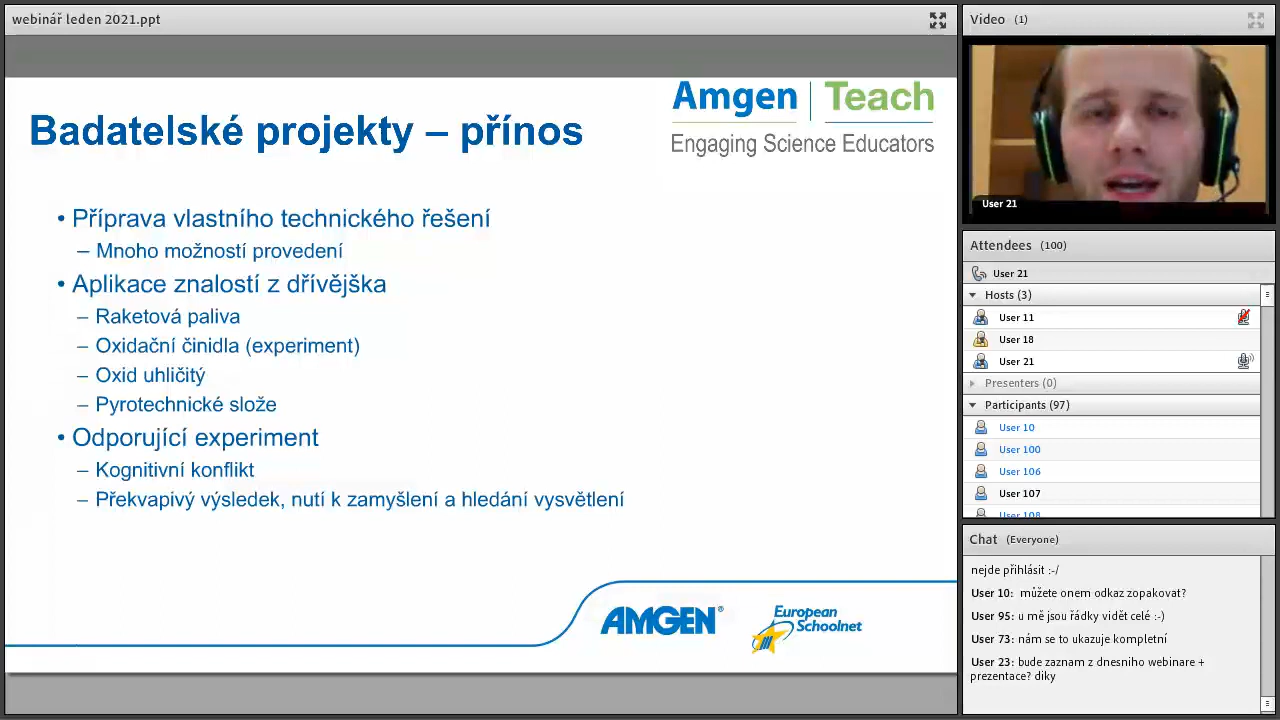 webinář leden 2021.ppt
Badatelské projekty – přínos
Amgen Teach
Engaging Science Educators
• Příprava vlastního technického řešení
– Mnoho možností provedení
• Aplikace znalostí z dřívějška
– Raketová paliva
– Oxidační činidla (experiment)
– Oxid uhličitý
– Pyrotechnické slože
• Odporující experiment
– Kognitivní konflikt
– Překvapivý výsledek, nutí k zamyšlení a hledání vysvětlení
AMGEN®
European
Schoolnet
Video (1)
User 21
Attendees (100)
User 21
Hosts (3)
User 11
User 18
User 21
Presenters (0)
Participants (97)
User 10
User 100
User 106
User 107
User 108
Chat (Everyone)
nejde přihlásit :-/
User 10: můžete onem odkaz zopakovat?
User 95: u mě jsou řádky vidět celé :-)
User 73: nám se to ukazuje kompletní
User 23: bude zaznam z dnesniho webinare +
prezentace? diky